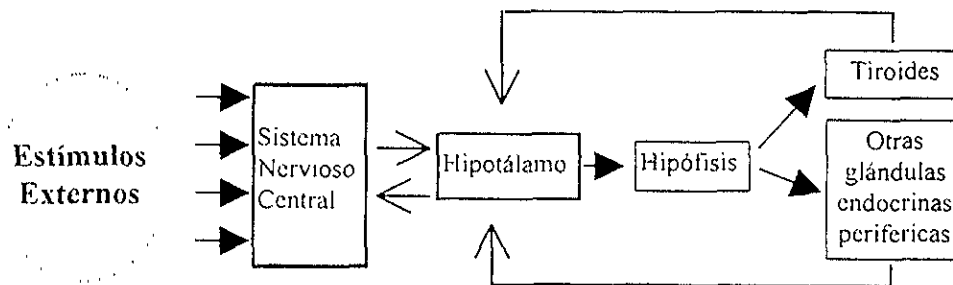 Estímulos
Externos
Sistema
Nervioso
Central
Hipotálamo
Hipófisis
Tiroides
Otras
glándulas
endocrinas
perifericas